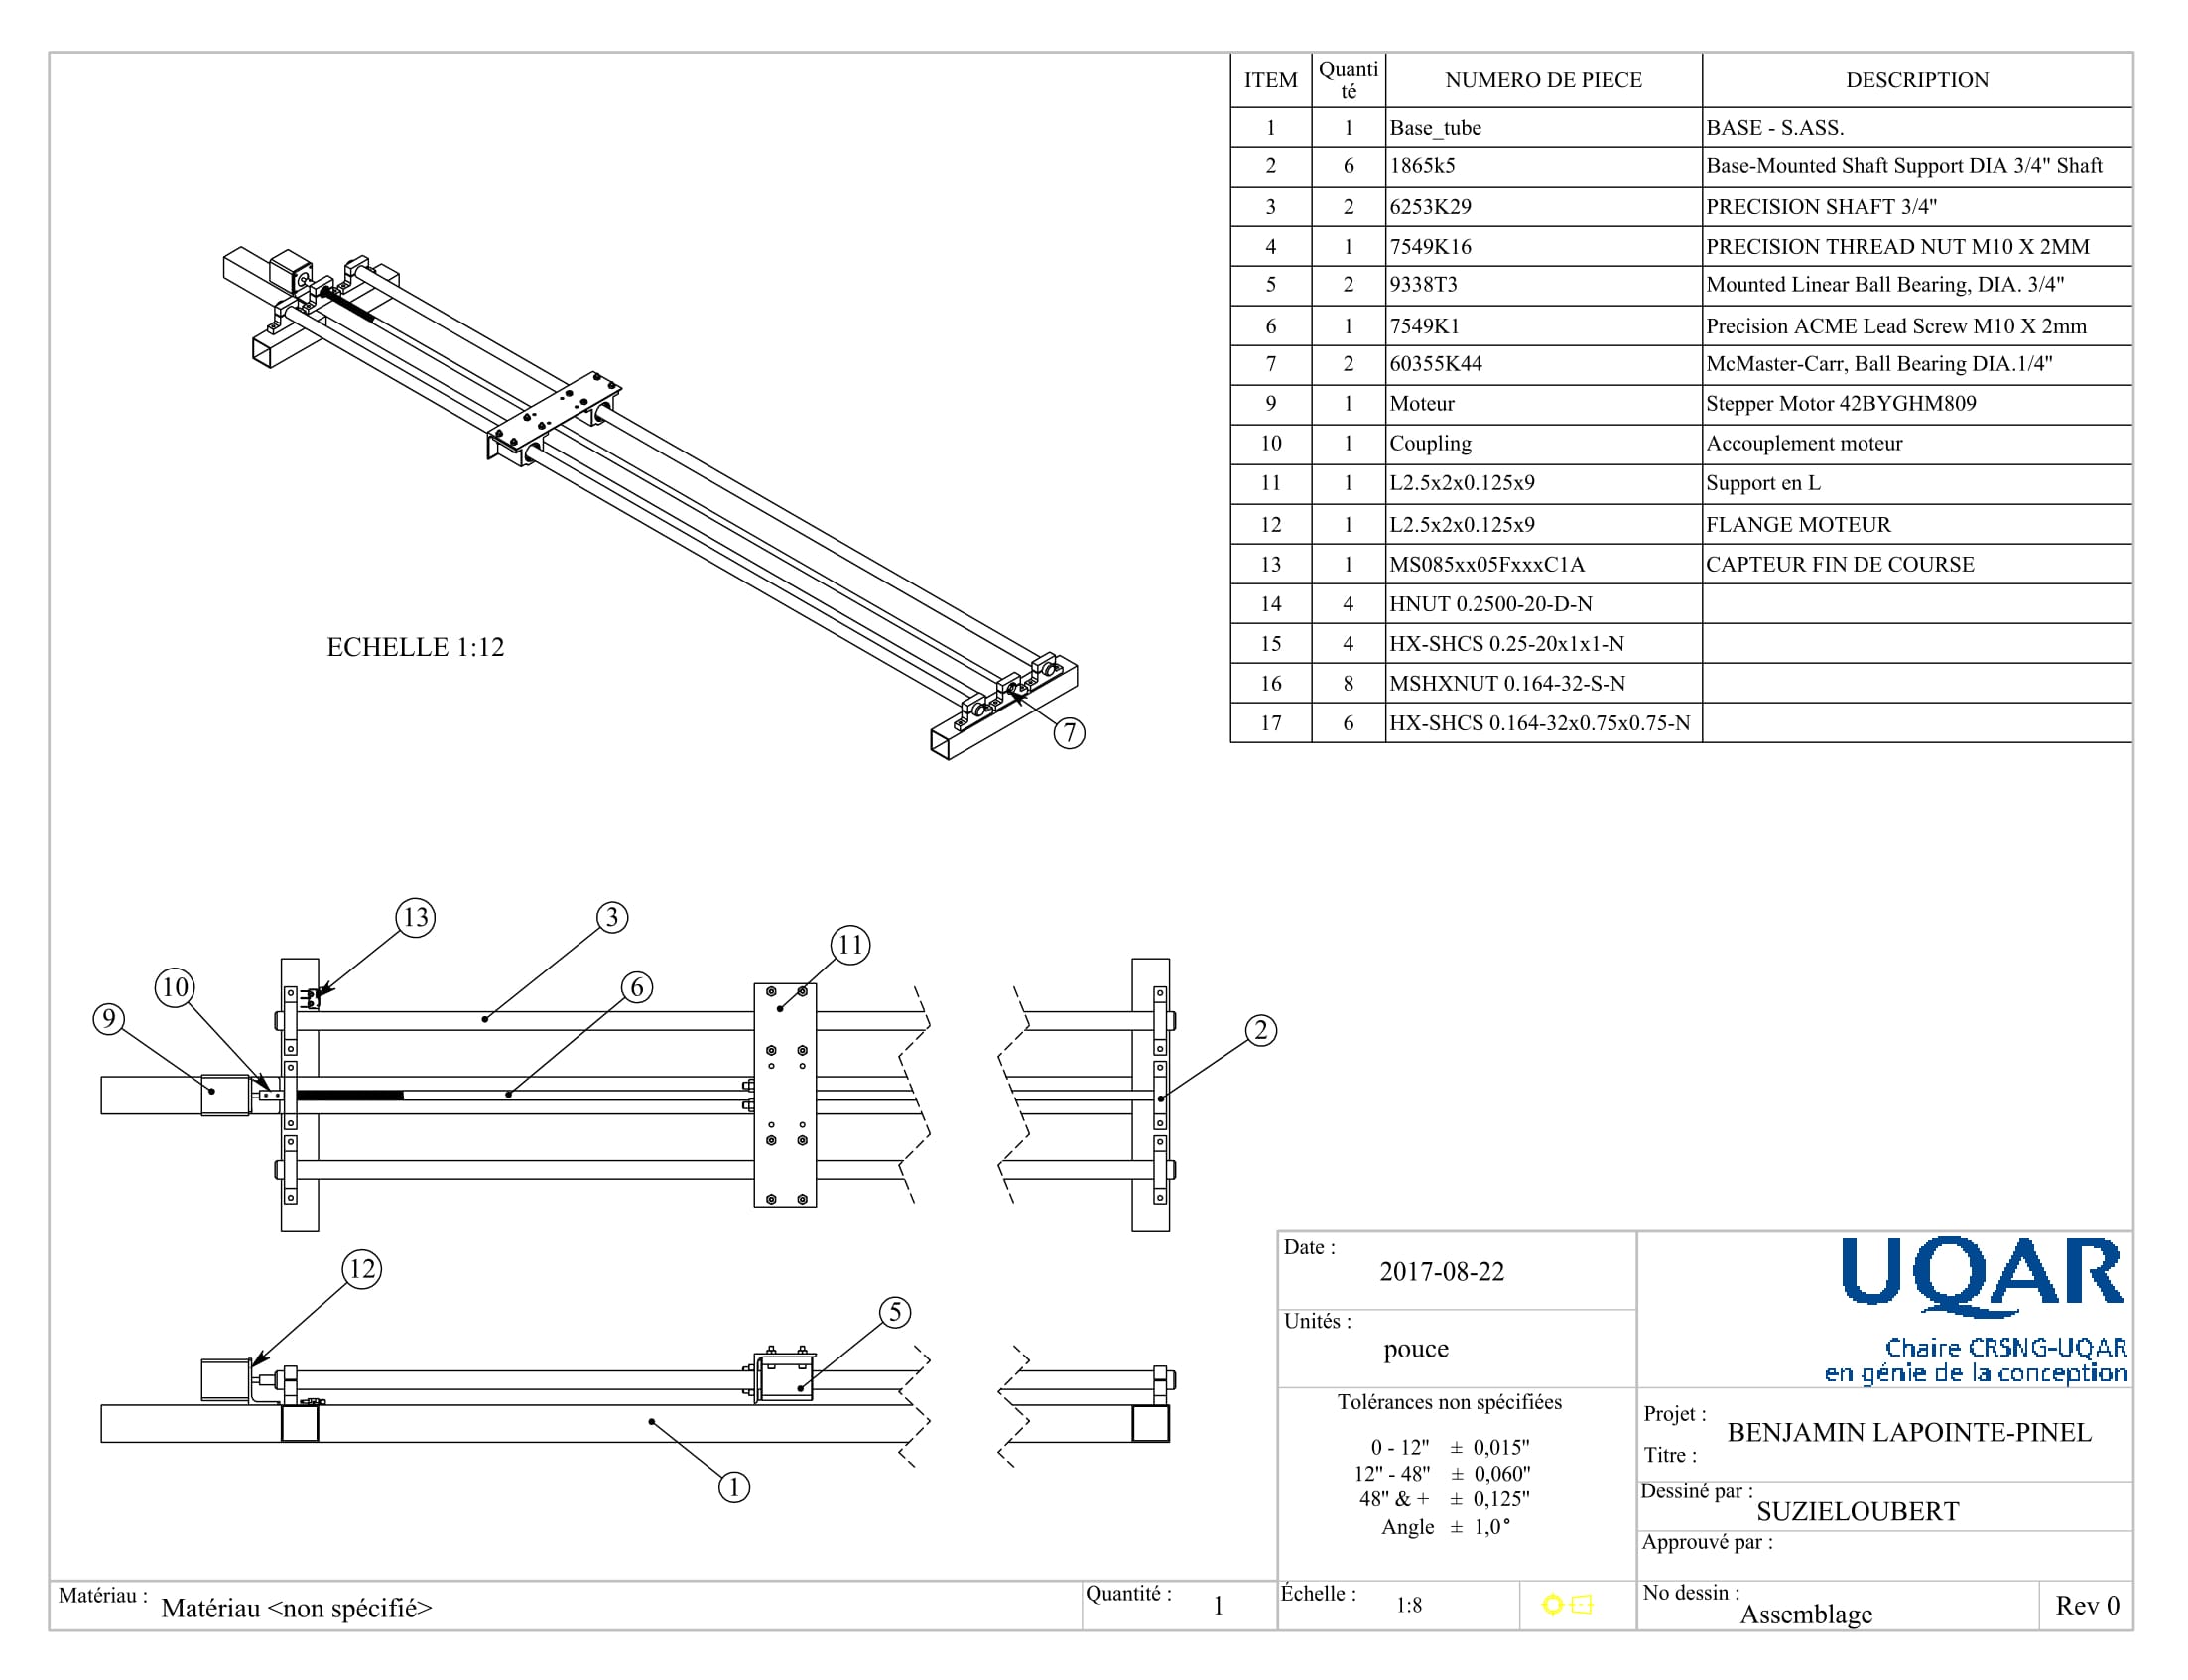 ITEM Quanti té NUMERO DE PIECE DESCRIPTION
1 1 Base_tube BASE - S.ASS.
2 6 1865k5 Base-Mounted Shaft Support DIA 3/4" Shaft
3 2 6253K29 PRECISION SHAFT 3/4"
4 1 7549K16 PRECISION THREAD NUT M10 X 2MM
5 2 9338T3 Mounted Linear Ball Bearing, DIA. 3/4"
6 1 7549K1 Precision ACME Lead Screw M10 X 2mm
7 2 60355K44 McMaster-Carr, Ball Bearing DIA.1/4"
9 1 Moteur Stepper Motor 42BYGHM809
10 1 Coupling Accouplement moteur
11 1 L2.5x2x0.125x9 Support en L
12 1 L2.5x2x0.125x9 FLANGE MOTEUR
13 1 MS085xx05FxxxC1A CAPTEUR FIN DE COURSE
14 4 HNUT 0.2500-20-D-N
15 4 HX-SHCS 0.25-20x1x1-N
16 8 MSHXNUT 0.164-32-S-N
17 6 HX-SHCS 0.164-32x0.75x0.75-N
ECHELLE 1:12
7
13
3
11
10
6
9
2
12
5
1
Date :
2017-08-22
Unités :
pouce
Tolérances non spécifiées
0 - 12" ± 0,015"
12" - 48" ± 0,060"
48" & + ± 0,125"
Angle ± 1,0°
UQAR
Chaire CRSNG-UQAR
en génie de la conception
Projet :
BENJAMIN LAPOINTE-PINEL
Titre :
Dessiné par :
SUZIELOUBERT
Approuvé par :
Matériau : Matériau <non spécifié>
Quantité : 1
Échelle : 1:8
No dessin :
Assemblage
Rev 0